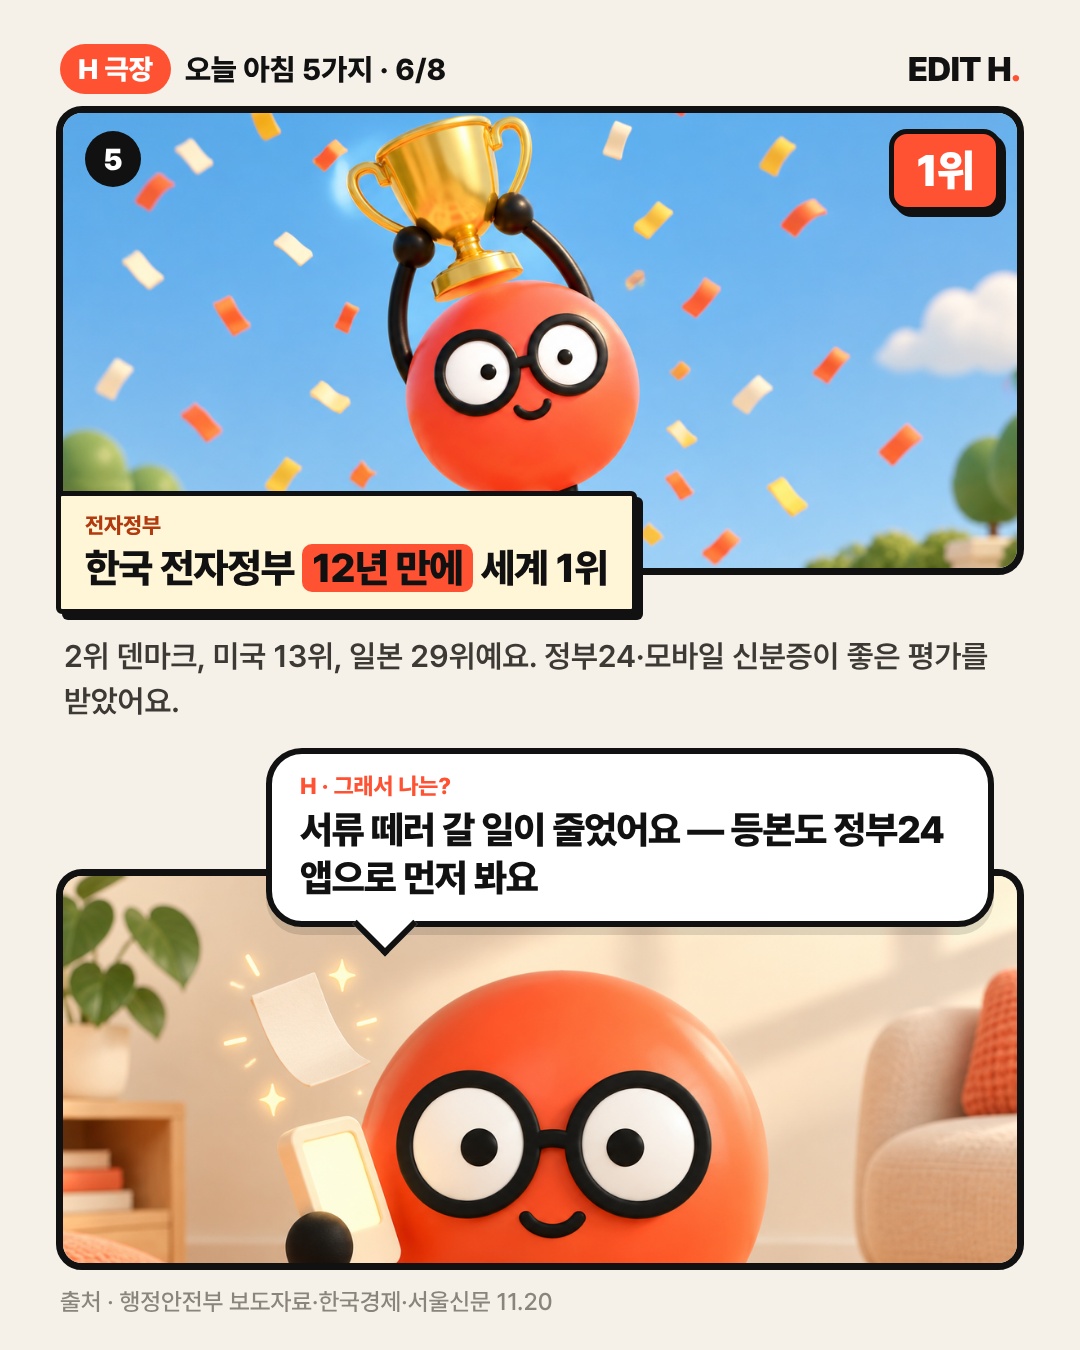 H 극장 오늘 아침 5가지 · 6/8
EDIT H.
5
1위
전자정부
한국 전자정부 12년 만에 세계 1위
2위 덴마크, 미국 13위, 일본 29위예요. 정부24·모바일 신분증이 좋은 평가를
받았어요.
H · 그래서 나는?
서류 떼러 갈 일이 줄었어요 — 등본도 정부24
앱으로 먼저 봐요
출처 · 행정안전부 보도자료·한국경제·서울신문 11.20